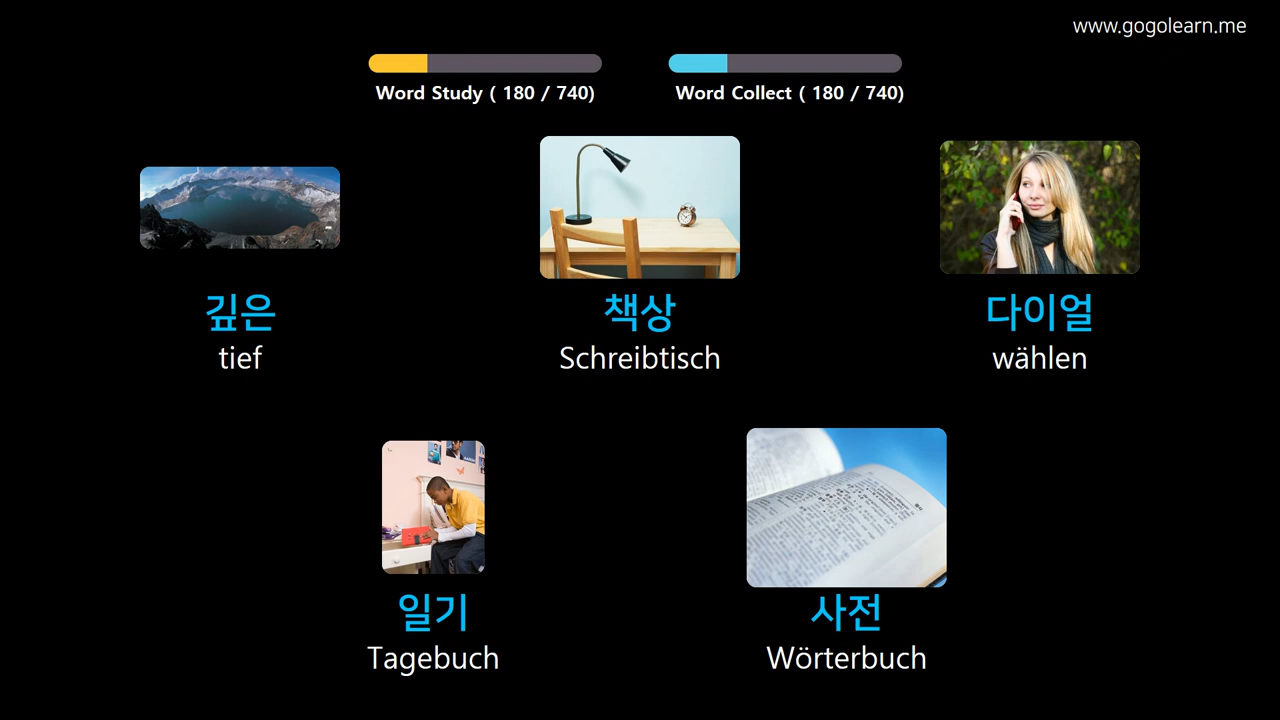 www.gogolearn.me
Word Study ( 180 / 740)
Word Collect ( 180 / 740)
깊은
tief
책상
Schreibtisch
다이얼
wählen
일기
Tagebuch
사전
Wörterbuch